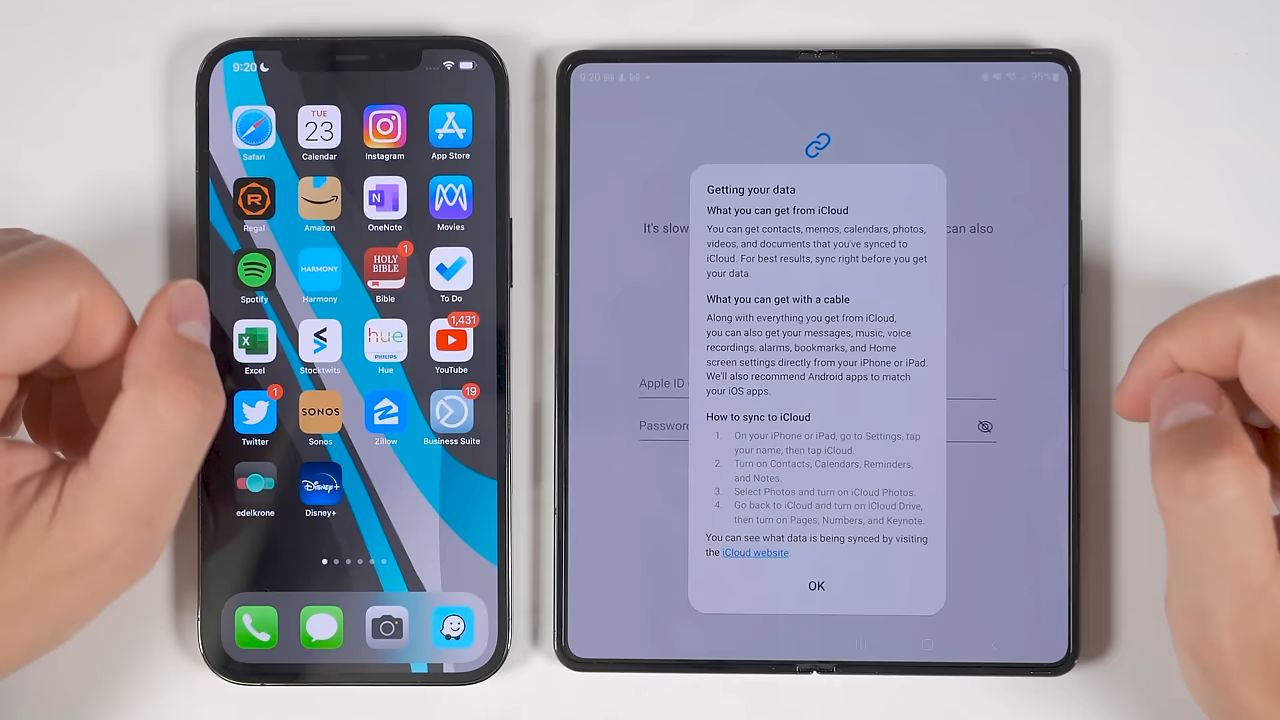 9:20
TUE
23
Safari
Calendar
Instagram
App Store
R
N
Regal
Amazon
OneNote
Movies
HARMONY
HOLY
BIBLE
1
Spotify
Harmony
Bible
To Do
X
hue
PHILIPS
1,431
Excel
Stocktwits
Hue
YouTube
1
SONOS
19
Twitter
Sonos
Zillow
Business Suite
Disney+
edelkrone
Disney+
9:20
95%
It's slow
can also
Apple ID
Password
Getting your data
What you can get from iCloud
You can get contacts, memos, calendars, photos,
videos, and documents that you've synced to
iCloud. For best results, sync right before you get
your data.
What you can get with a cable
Along with everything you get from iCloud,
you can also get your messages, music, voice
recordings, alarms, bookmarks, and Home
screen settings directly from your iPhone or iPad.
We'll also recommend Android apps to match
your iOS apps.
How to sync to iCloud
1. On your iPhone or iPad, go to Settings, tap
your name, then tap iCloud.
2. Turn on Contacts, Calendars, Reminders,
and Notes.
3. Select Photos and turn on iCloud Photos.
4. Go back to iCloud and turn on iCloud Drive,
then turn on Pages, Numbers, and Keynote.
You can see what data is being synced by visiting
the iCloud website.
OK